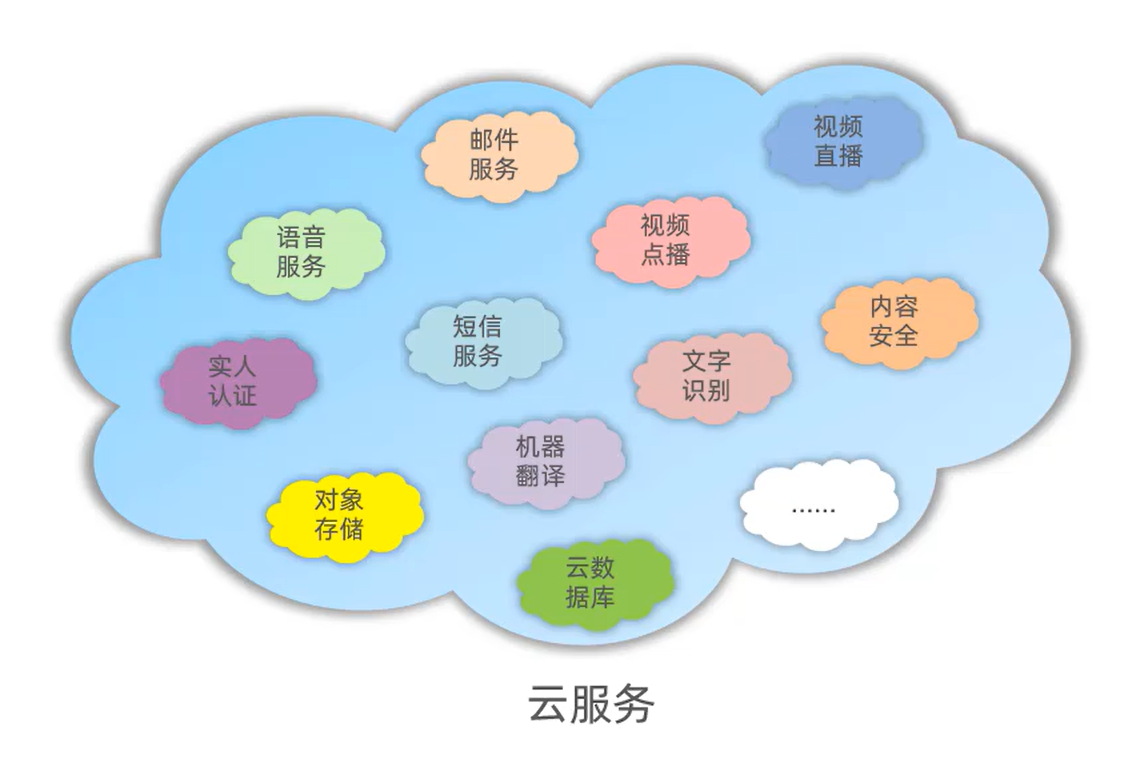 邮件
服务
视频
直播
语音
服务
视频
点播
内容
安全
短信
服务
实人
认证
文字
识别
机器
翻译
对象
存储
......
云数
据库
云服务